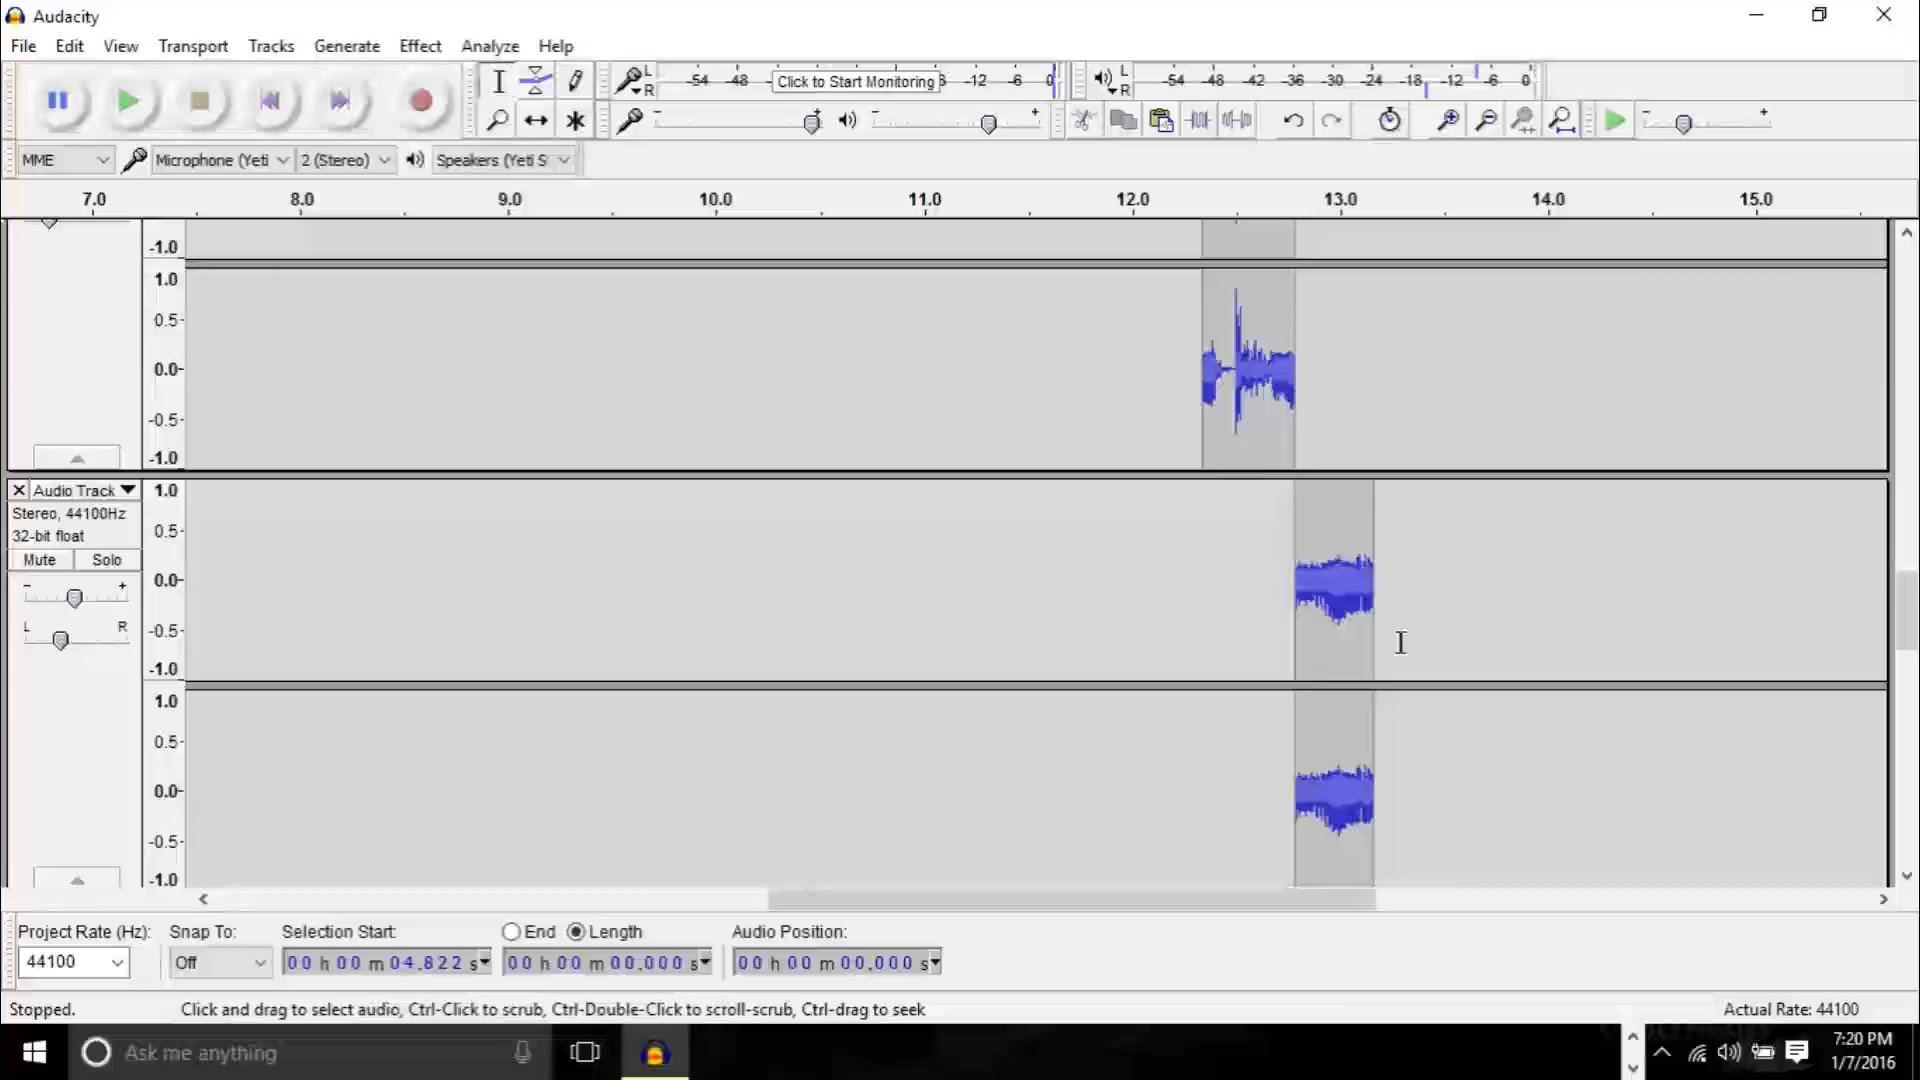 Audacity
File Edit View Transport Tracks Generate Effect Analyze Help
L R -54 -48 Click to Start Monitoring -12 -6 0 L R -54 -48 -42 -36 -30 -24 -18 -12 -6 0
MME Microphone (Yeti 2 (Stereo) Speakers (Yeti S
7.0 8.0 9.0 10.0 11.0 12.0 13.0 14.0 15.0
-1.0
1.0
0.5
0.0
-0.5
-1.0
Audio Track 1.0
Stereo, 44100Hz
32-bit float 0.5
Mute Solo
- + 0.0
L R -0.5
-1.0
1.0
0.5
0.0
-0.5
-1.0
Project Rate (Hz): Snap To: Selection Start: End Length Audio Position:
44100 Off 00 h 00 m 04.822 s 00 h 00 m 00.000 s 00 h 00 m 00.000 s
Stopped. Click and drag to select audio, Ctrl-Click to scrub, Ctrl-Double-Click to scroll-scrub, Ctrl-drag to seek Actual Rate: 44100
Ask me anything 7:20 PM
1/7/2016